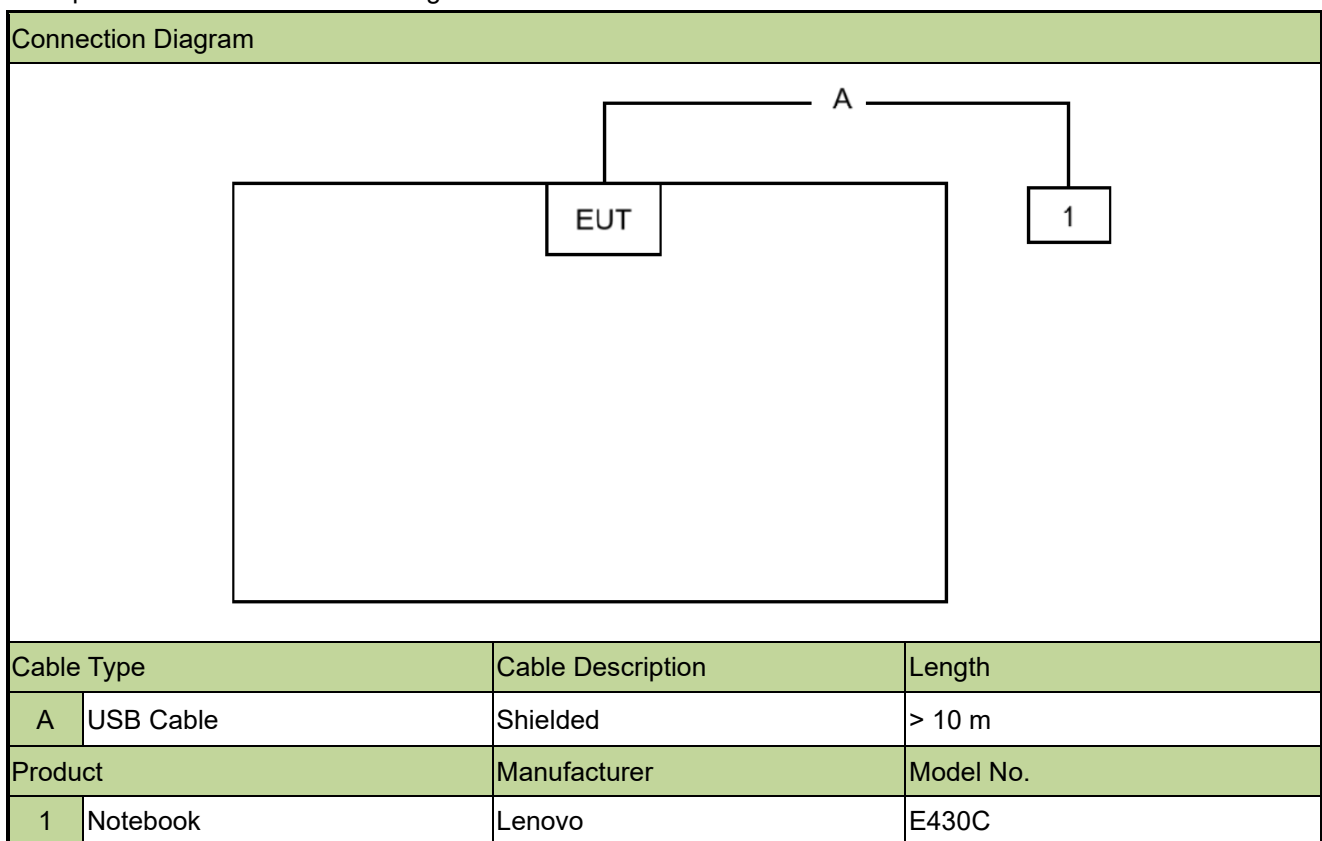 Connection Diagram
A
EUT
1
Cable Type Cable Description Length
A USB Cable Shielded > 10 m
Product Manufacturer Model No.
1 Notebook Lenovo E430C